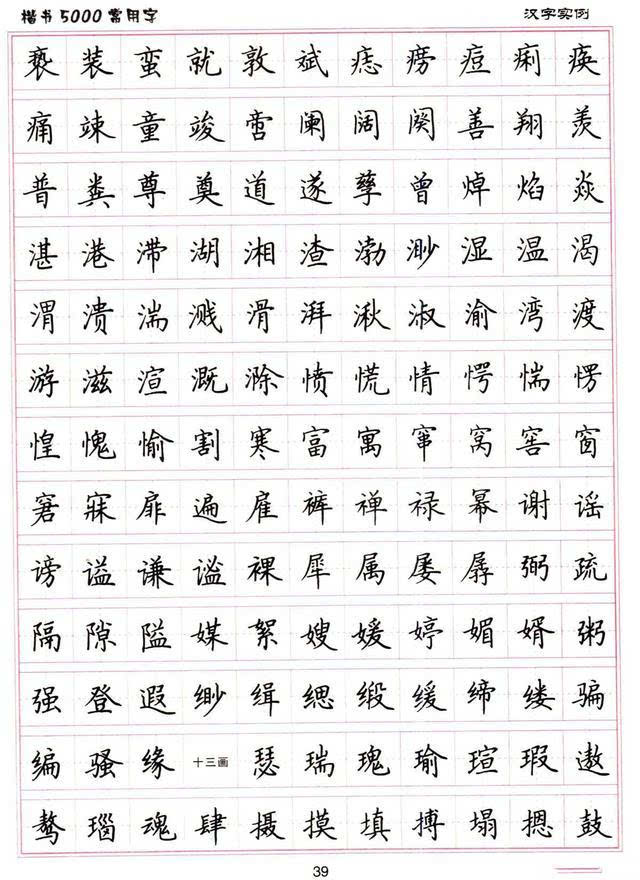 楷书5000常用字 汉字实例
亵 装 蛮 就 敦 斌 痣 痨 痘 痢 痪
痛 竦 童 竣 啻 阑 阔 阕 善 翔 羡
普 粪 尊 奠 道 遂 孳 曾 焯 焰 焱
湛 港 滞 湖 湘 渣 渤 渺 湿 温 渴
渭 溃 湍 溅 滑 湃 湫 淑 渝 湾 渡
游 滋 渲 溉 滁 愤 慌 情 愕 惴 愣
惶 愧 愉 割 寒 富 寓 窜 窝 窖 窗
窘 寐 扉 遍 雇 裤 禅 禄 幂 谢 谣
谤 谥 谦 谧 裸 犀 属 屡 孱 弼 疏
隔 隙 隘 媒 絮 嫂 媛 婷 媚 婿 粥
强 登 遐 缈 缉 缌 缎 缓 缔 缕 骗
编 骚 缘 十三画 瑟 瑞 瑰 瑜 瑄 瑕 遨
骜 瑙 魂 肆 摄 摸 填 搏 塌 摁 鼓
39